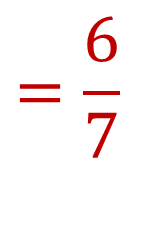 = 6/7